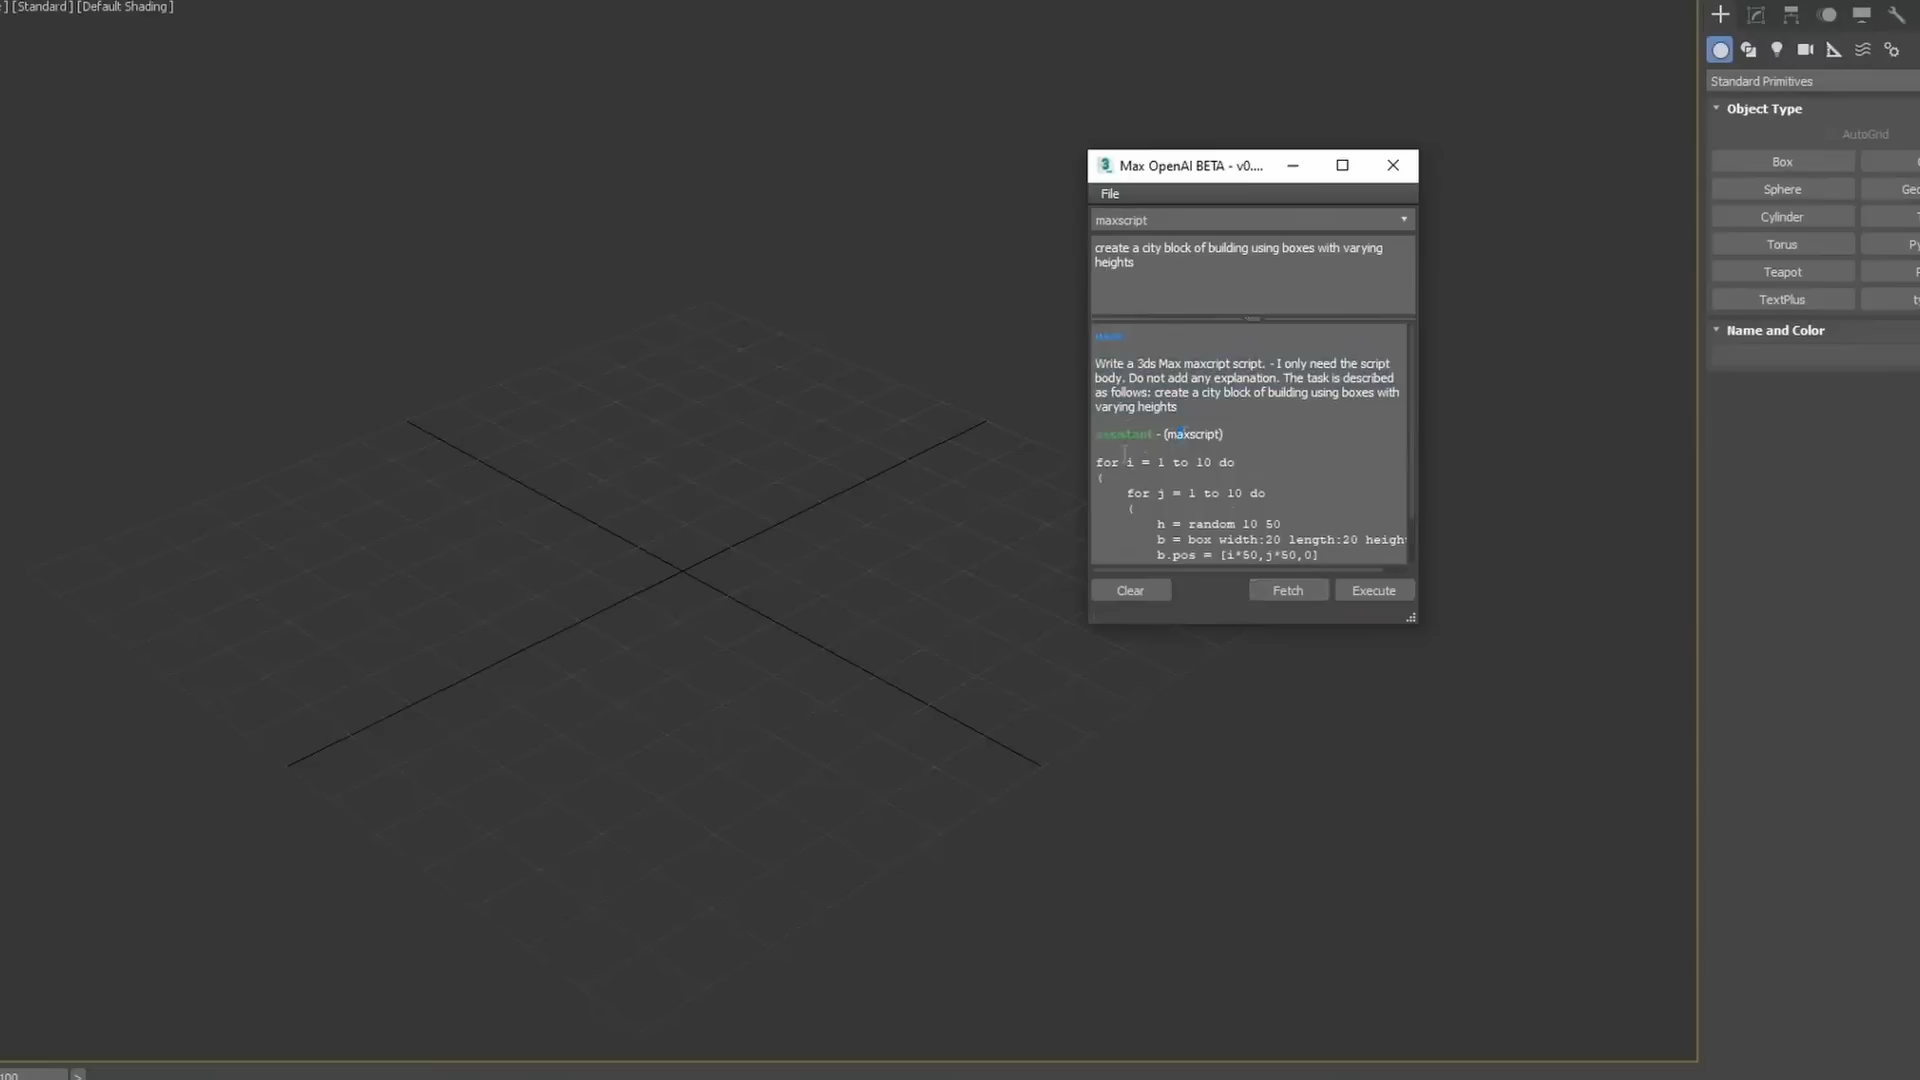 ] [Standard] [Default Shading]
Standard Primitives
Object Type
AutoGrid
Box
Sphere
Cylinder
Torus
Teapot
TextPlus
Name and Color
Max OpenAI BETA - v0....
File
maxscript
create a city block of building using boxes with varying
heights
Write a 3ds Max maxcript script. - I only need the script
body. Do not add any explanation. The task is described
as follows: create a city block of building using boxes with
varying heights
assistant - (maxscript)
for i = 1 to 10 do
(
for j = 1 to 10 do
(
h = random 10 50
b = box width:20 length:20 heigh
b.pos = [i*50,j*50,0]
Clear
Fetch
Execute
100
>